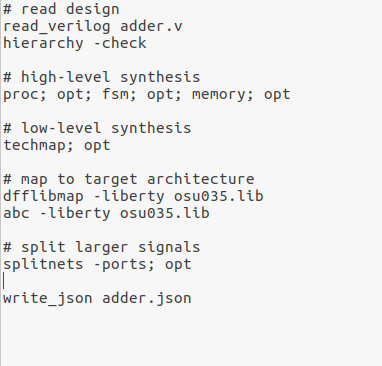 # read design
read_verilog adder.v
hierarchy -check
# high-level synthesis
proc; opt; fsm; opt; memory; opt
# low-level synthesis
techmap; opt
# map to target architecture
dfflibmap -liberty osu035.lib
abc -liberty osu035.lib
# split larger signals
splitnets -ports; opt
write_json adder.json